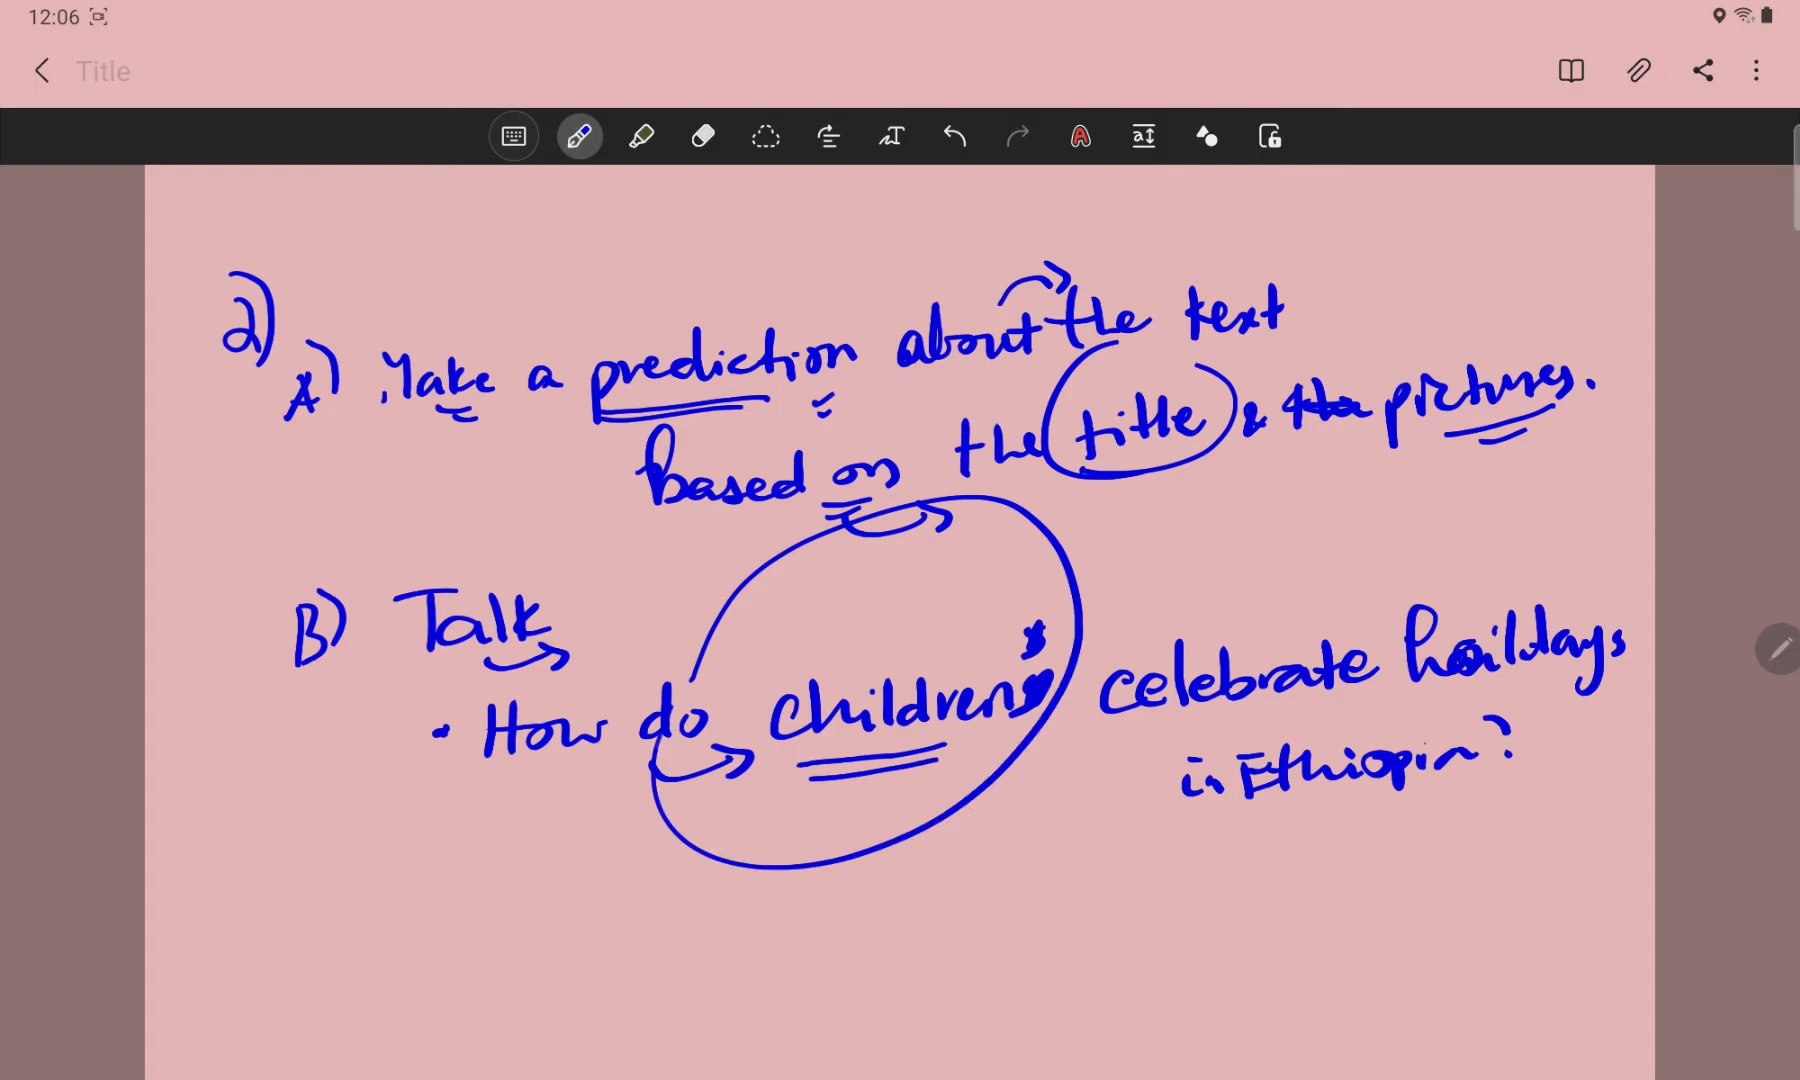 12:06
Title
2)
A) Make a prediction about the text
based on the title & the pictures.
B) Talk
• How do children celebrate holidays
in Ethiopia?